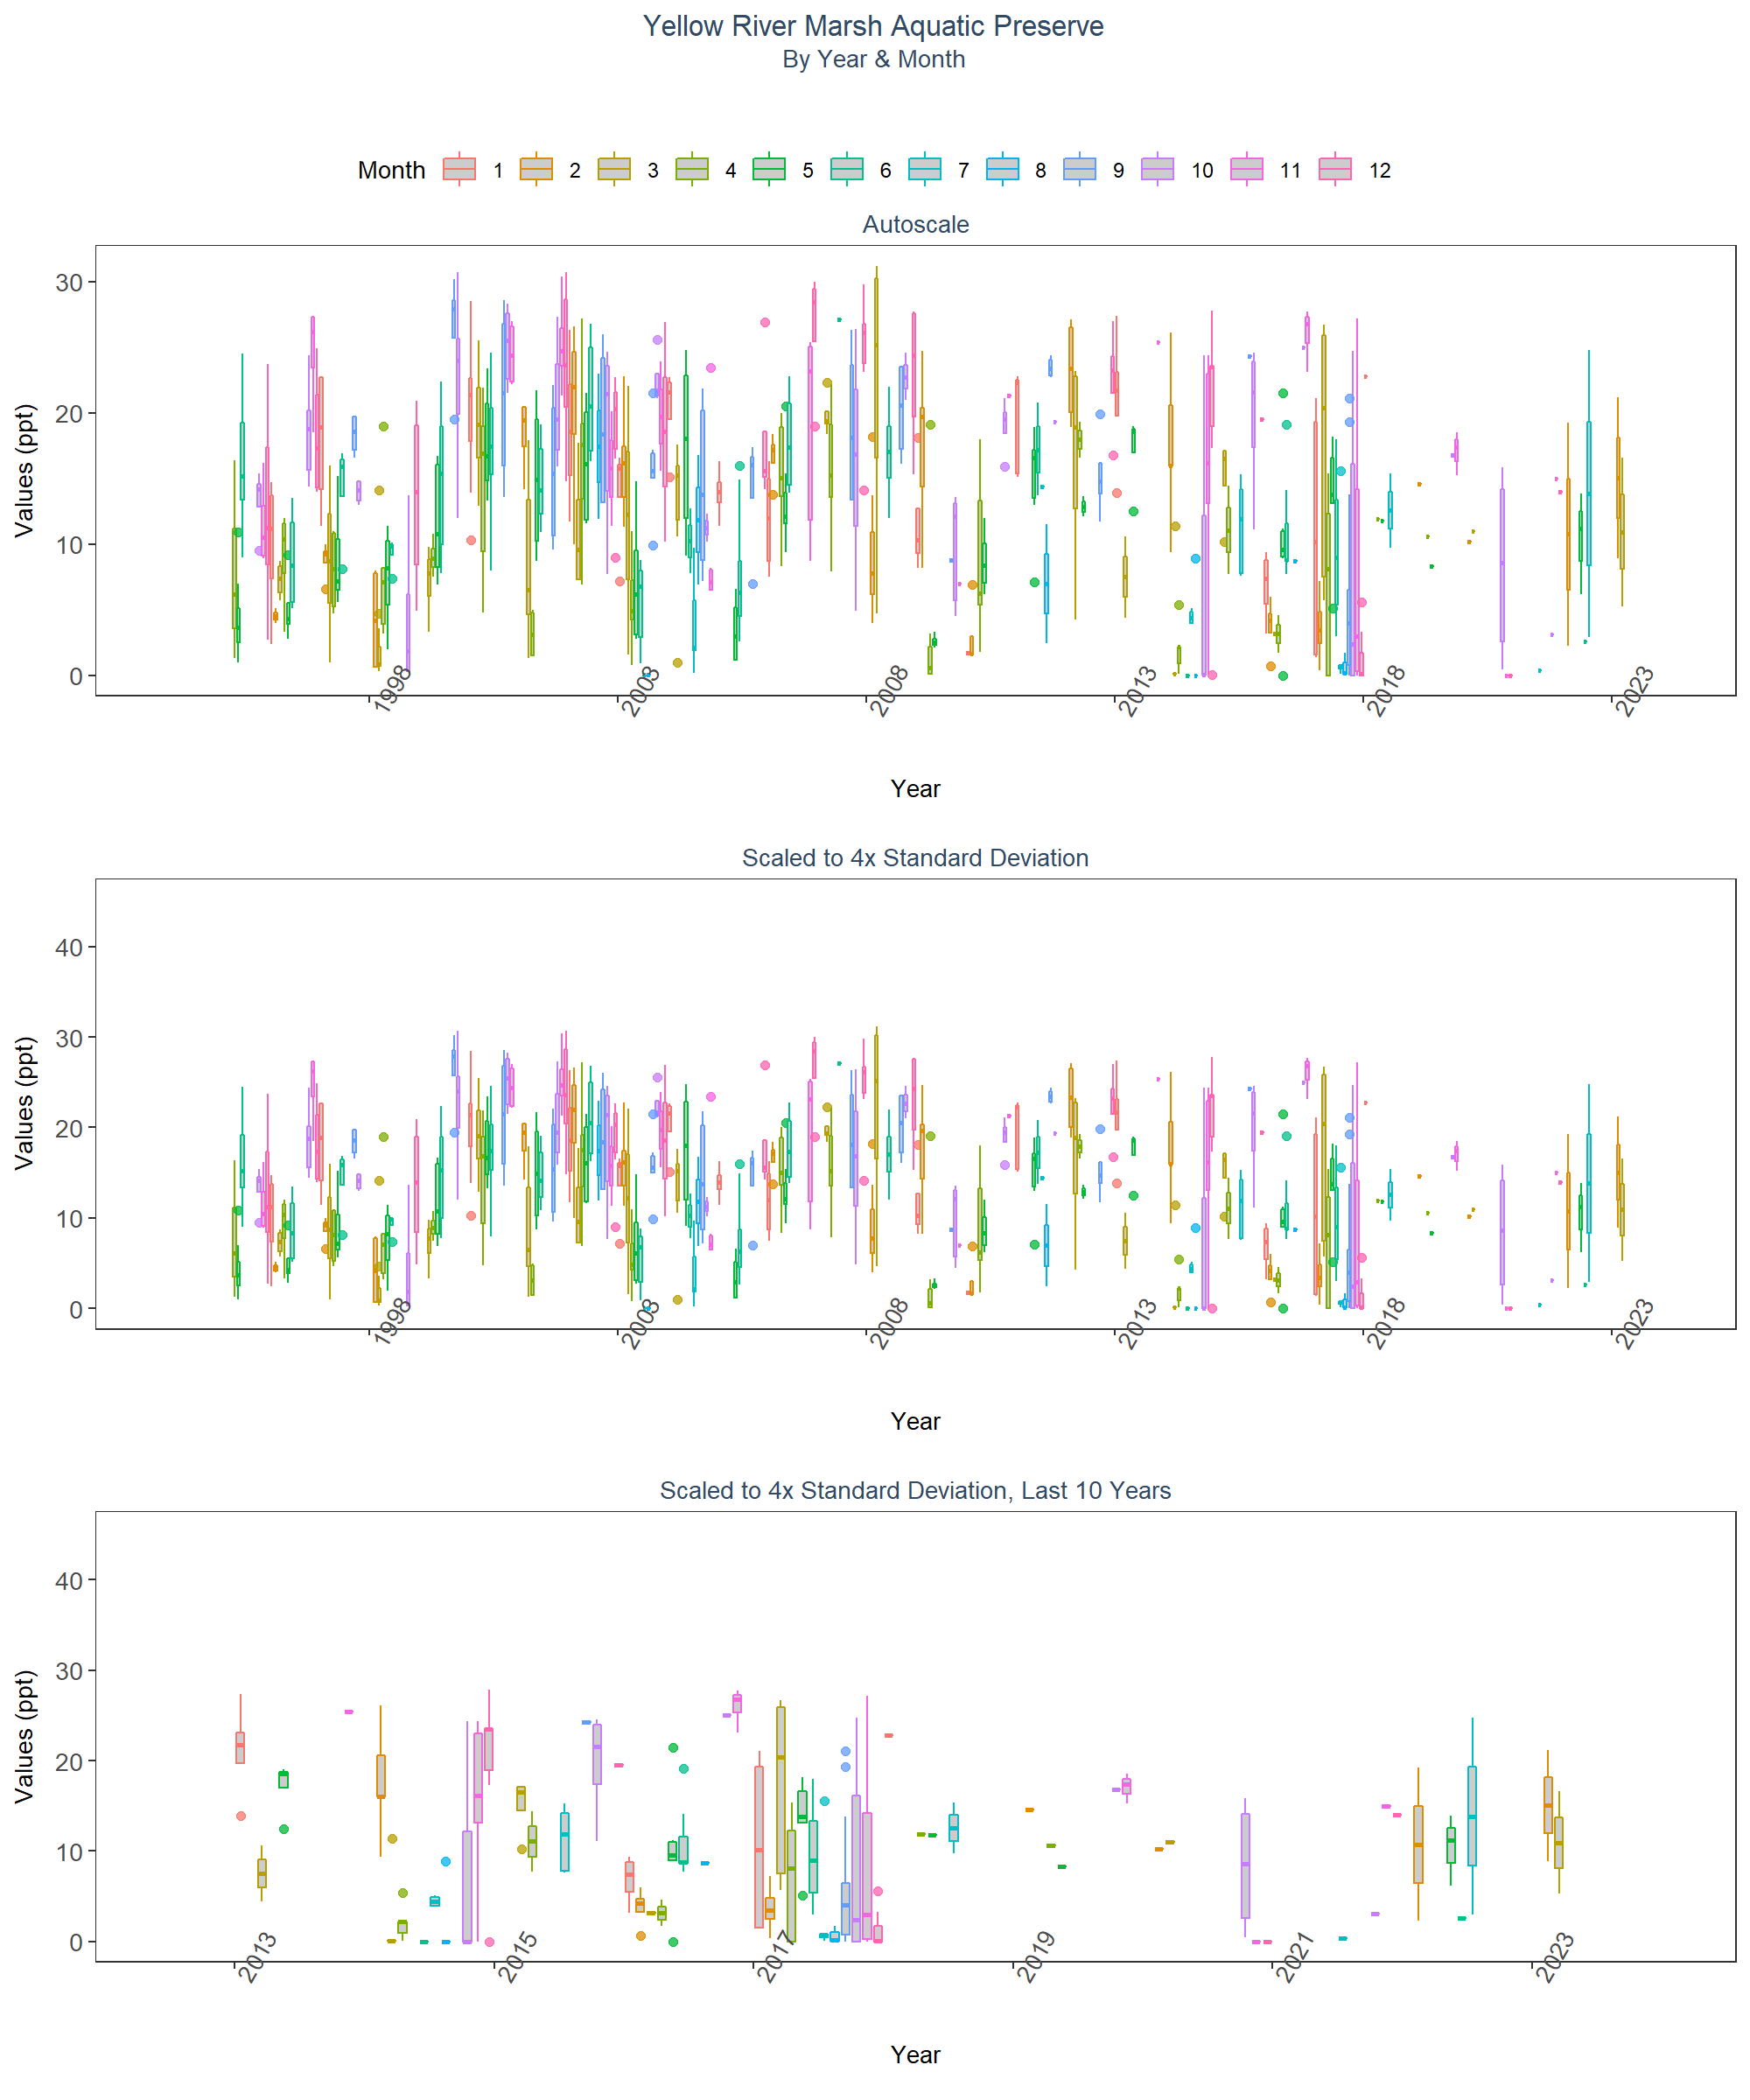 Yellow River Marsh Aquatic Preserve
By Year & Month
Month 1 2 3 4 5 6 7 8 9 10 11 12
Autoscale
Values (ppt)
30
20
10
0
1998 2003 2008 2013 2018 2023
Year
Scaled to 4x Standard Deviation
Values (ppt)
40
30
20
10
0
1998 2003 2008 2013 2018 2023
Year
Scaled to 4x Standard Deviation, Last 10 Years
Values (ppt)
40
30
20
10
0
2013 2015 2017 2019 2021 2023
Year